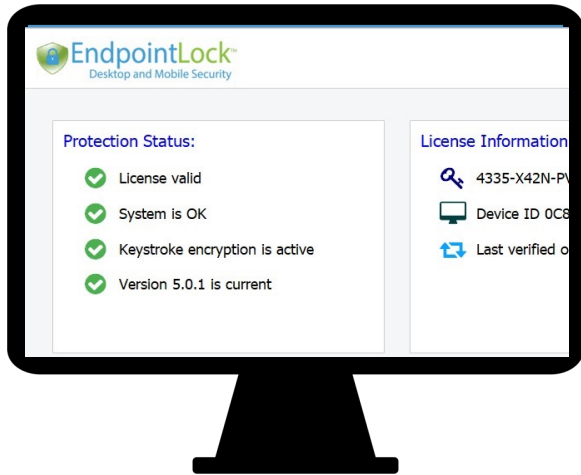 EndpointLock™
Desktop and Mobile Security
Protection Status:
License valid
System is OK
Keystroke encryption is active
Version 5.0.1 is current
License Information
4335-X42N-PV
Device ID 0C8
Last verified o